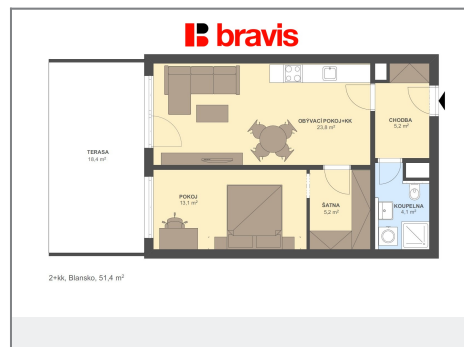 bravis
OBÝVACÍ POKOJ+KK
23,8 m²
CHODBA
5,2 m²
TERASA
18,4 m²
POKOJ
13,1 m²
ŠATNA
5,2 m²
KOUPELNA
4,1 m²
2+kk, Blansko, 51,4 m²